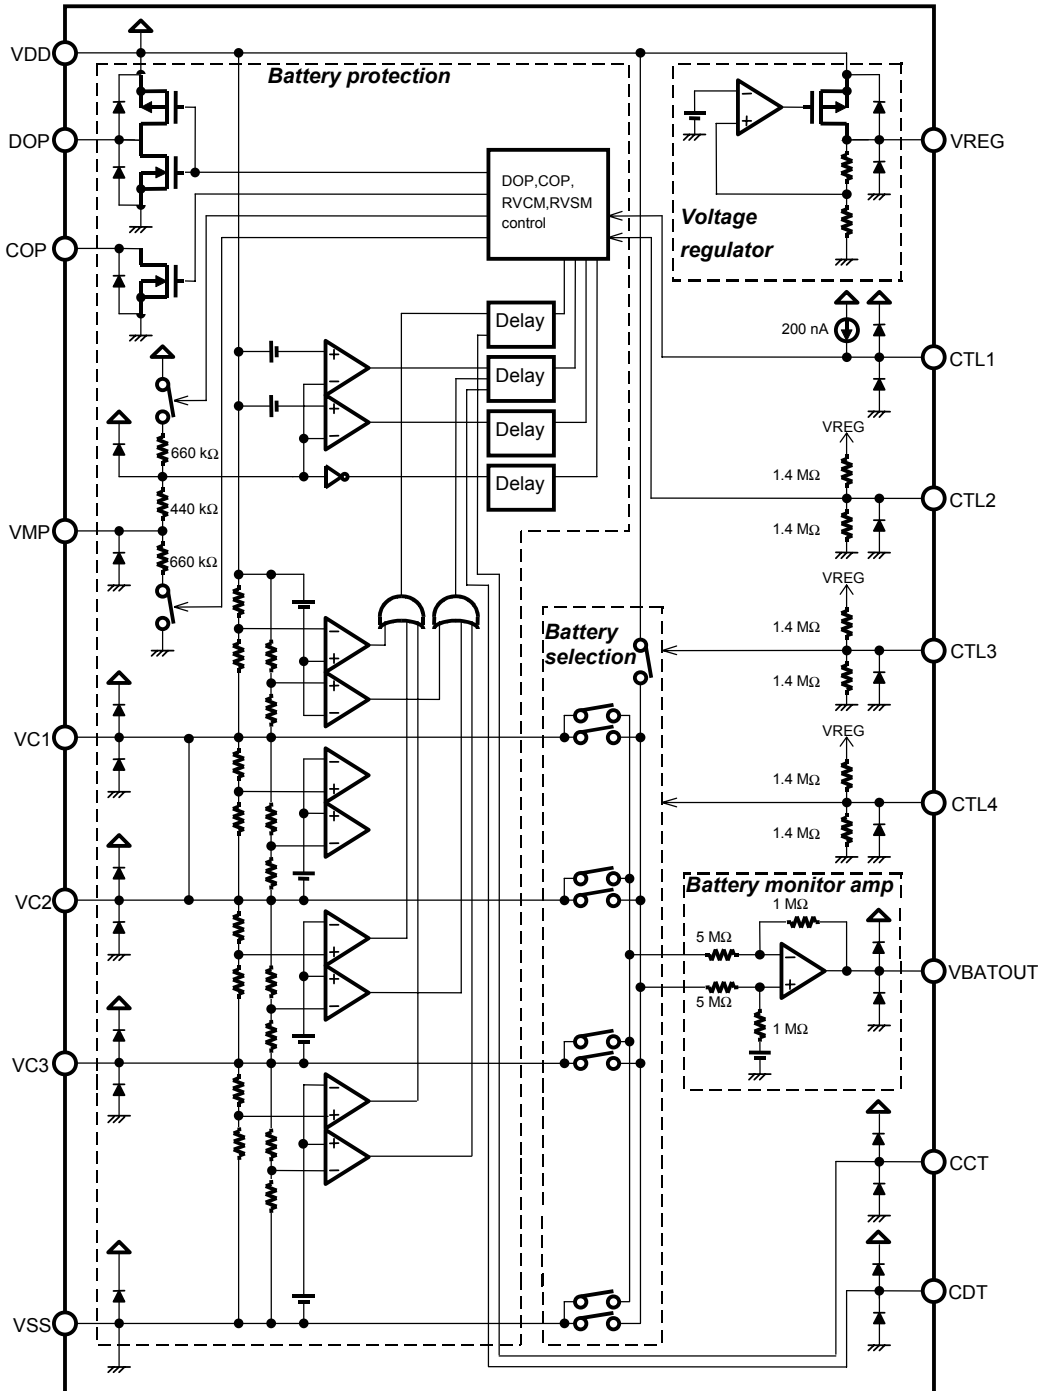 VDD
Battery protection
DOP
VREG
DOP,COP,
RVCM,RVSM
control
Voltage
regulator
COP
Delay
200 nA
CTL1
Delay
Delay
VREG
660 kΩ
1.4 MΩ
Delay
CTL2
440 kΩ
VMP
1.4 MΩ
660 kΩ
VREG
1.4 MΩ
Battery
selection
CTL3
1.4 MΩ
VC1
VREG
1.4 MΩ
CTL4
1.4 MΩ
Battery monitor amp
VC2
1 MΩ
5 MΩ
VBATOUT
5 MΩ
1 MΩ
VC3
CCT
CDT
VSS